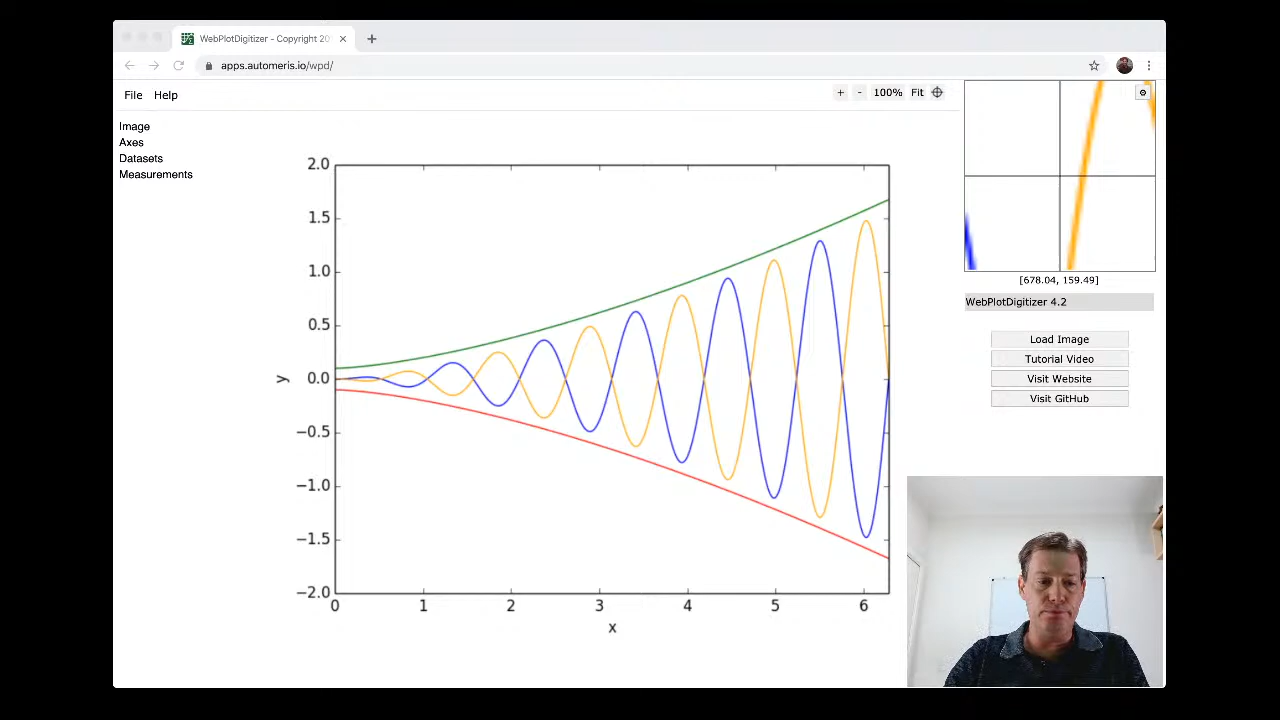 WebPlotDigitizer - Copyright 20
apps.automeris.io/wpd/
File Help
+ - 100% Fit
Image
Axes
Datasets
Measurements
2.0
1.5
1.0
0.5
0.0
−0.5
−1.0
−1.5
−2.0
y
0 1 2 3 4 5 6
x
[678.04, 159.49]
WebPlotDigitizer 4.2
Load Image
Tutorial Video
Visit Website
Visit GitHub